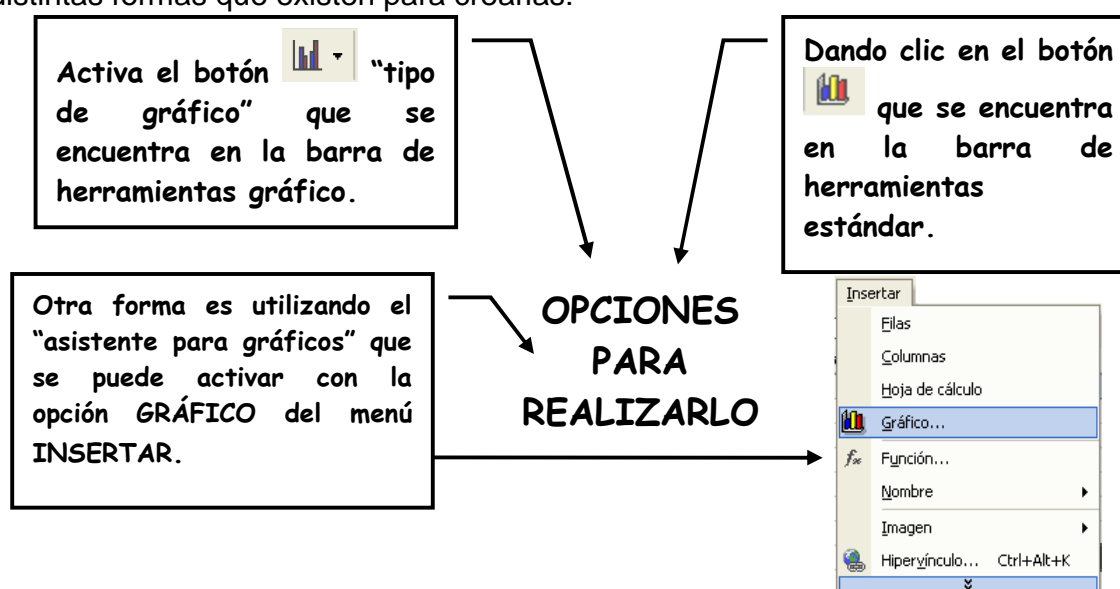 distintas formas que existen para crearlas.
Activa el botón “tipo
de gráfico” que se
encuentra en la barra de
herramientas gráfico.
Dando clic en el botón
que se encuentra
en la barra de
herramientas
estándar.
Otra forma es utilizando el
“asistente para gráficos” que
se puede activar con la
opción GRÁFICO del menú
INSERTAR.
OPCIONES
PARA
REALIZARLO
Insertar
Filas
Columnas
Hoja de cálculo
Gráfico...
fx Función...
Nombre
Imagen
Hipervínculo... Ctrl+Alt+K